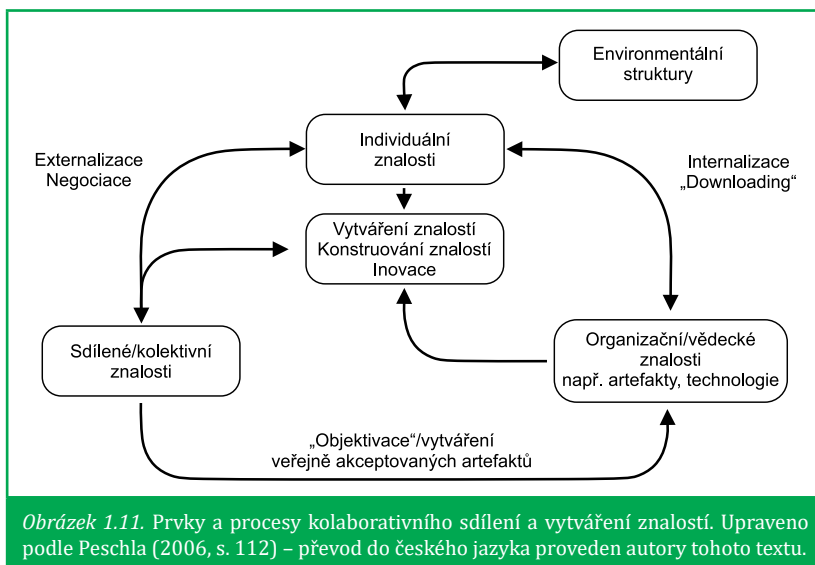 Environmentální
struktury
Individuální
znalosti
Externalizace
Negociace
Internalizace
„Downloading“
Vytváření znalostí
Konstruování znalostí
Inovace
Sdílené/kolektivní
znalosti
Organizační/vědecké
znalosti
např. artefakty, technologie
„Objektivace“/vytváření
veřejně akceptovaných artefaktů
Obrázek 1.11. Prvky a procesy kolaborativního sdílení a vytváření znalostí. Upraveno
podle Peschla (2006, s. 112) – převod do českého jazyka proveden autory tohoto textu.